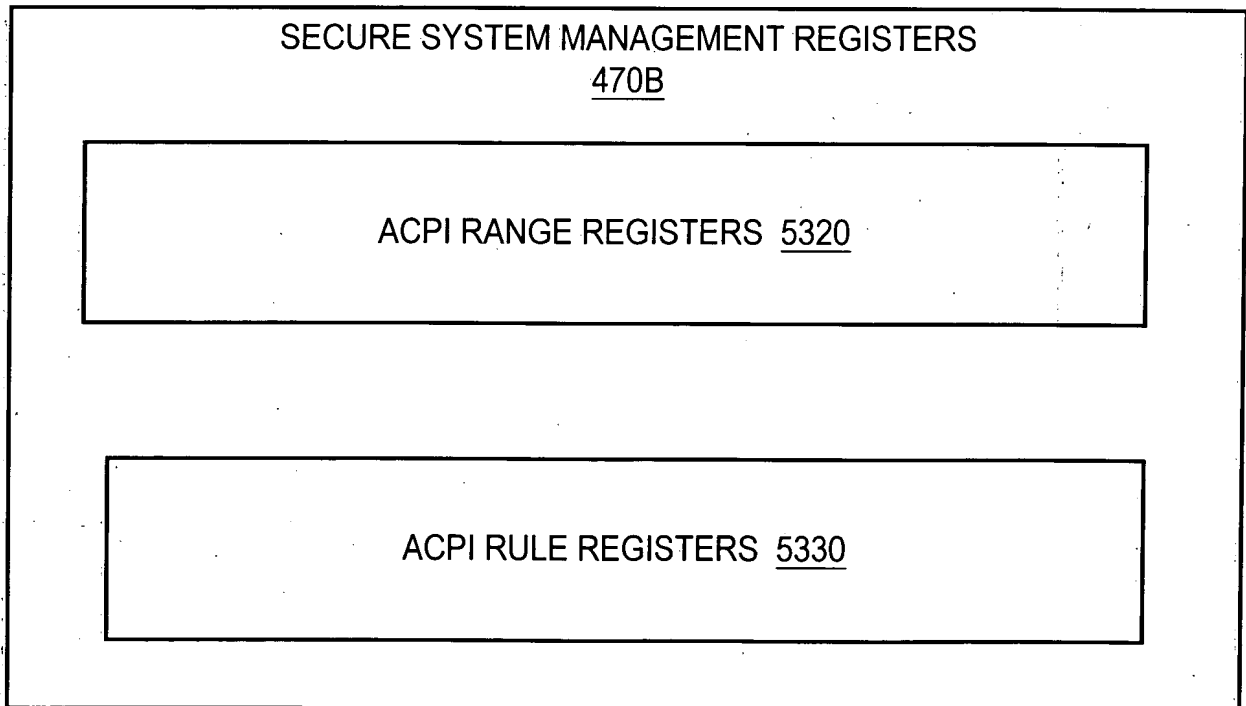 SECURE SYSTEM MANAGEMENT REGISTERS
470B
ACPI RANGE REGISTERS 5320
ACPI RULE REGISTERS 5330